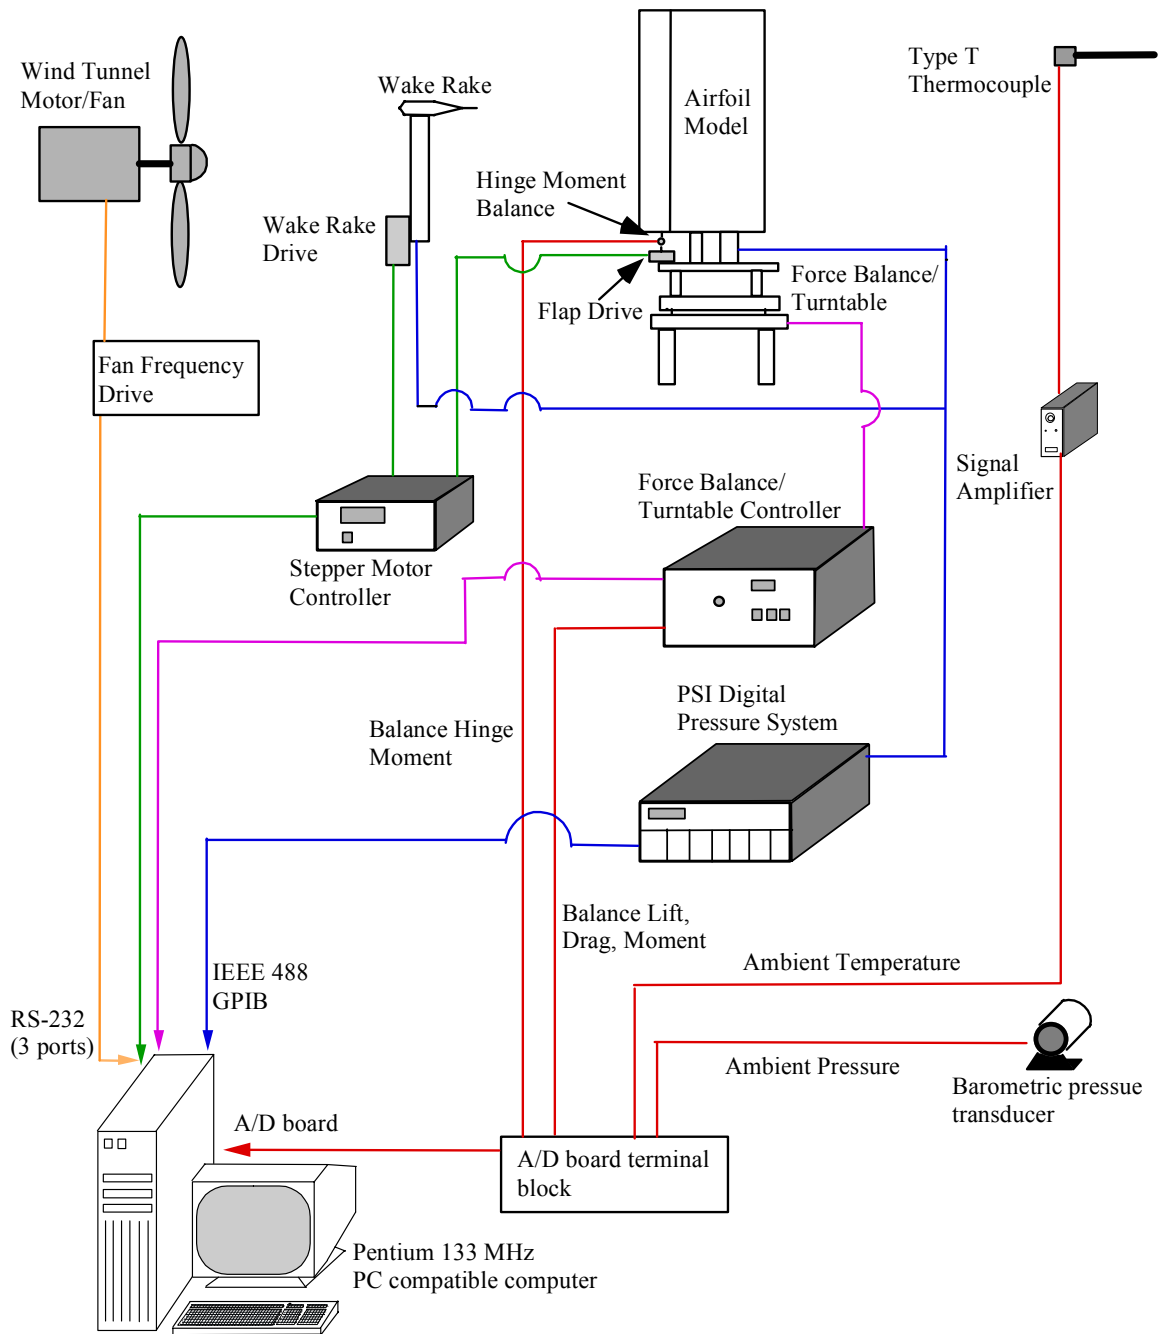 Wind Tunnel
Motor/Fan
Wake Rake
Airfoil
Model
Type T
Thermocouple
Hinge Moment
Balance
Wake Rake
Drive
Force Balance/
Turntable
Flap Drive
Fan Frequency
Drive
Signal
Amplifier
Force Balance/
Turntable Controller
Stepper Motor
Controller
PSI Digital
Pressure System
Balance Hinge
Moment
Balance Lift,
Drag, Moment
Ambient Temperature
IEEE 488
GPIB
RS-232
(3 ports)
Ambient Pressure
Barometric pressue
transducer
A/D board
A/D board terminal
block
Pentium 133 MHz
PC compatible computer